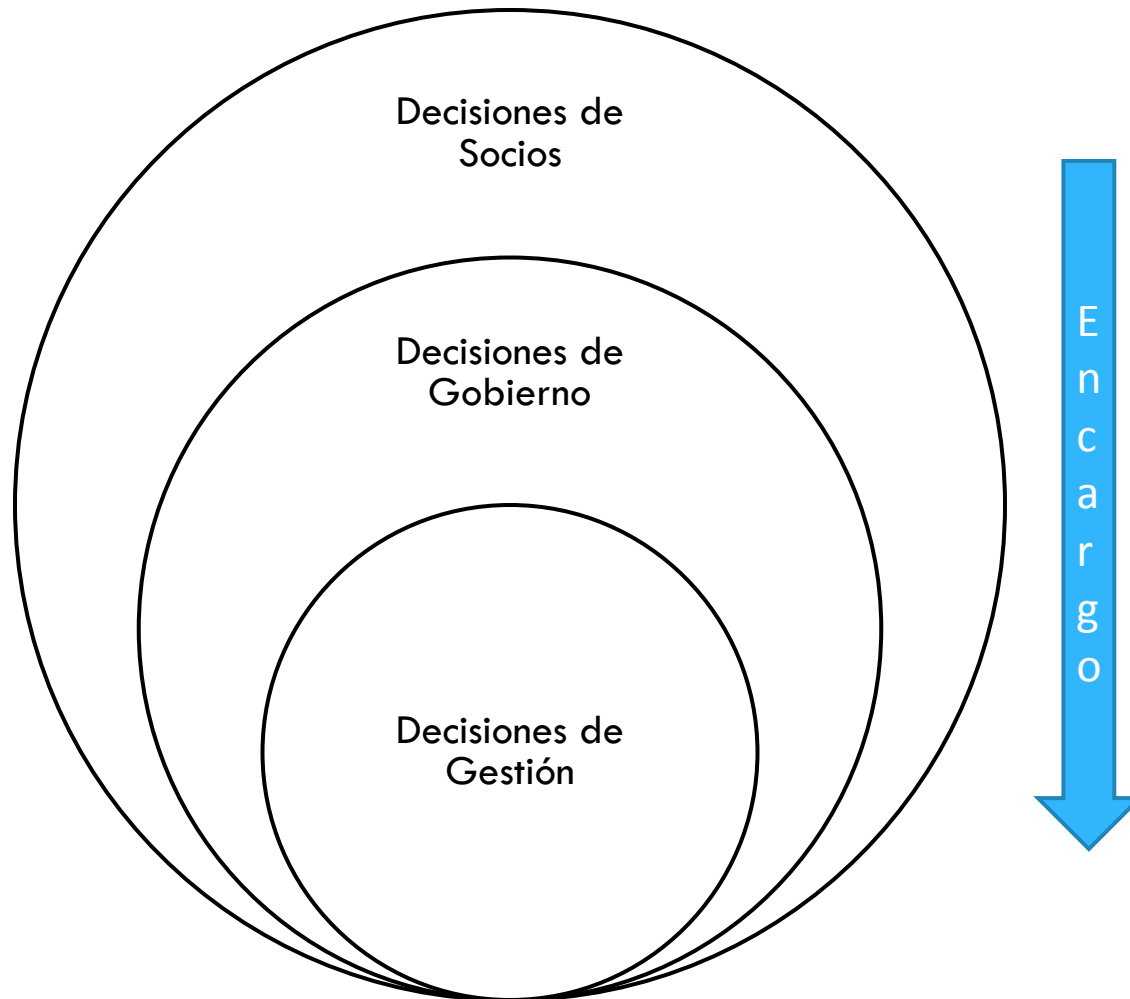 Decisiones de
Socios
Decisiones de
Gobierno
Decisiones de
Gestión
E
n
c
a
r
g
o